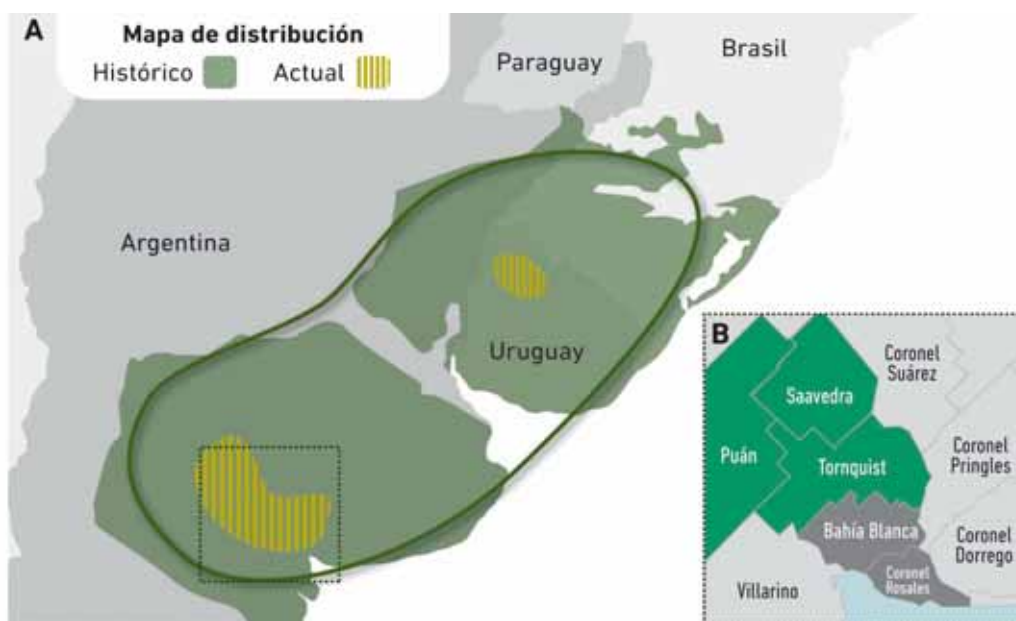 A
Mapa de distribución
Histórico Actual
Paraguay
Brasil
Argentina
Uruguay
B
Coronel
Suárez
Saavedra
Puán
Tornquist
Coronel
Pringles
Bahía Blanca
Coronel
Dorrego
Coronel
Rosales
Villarino